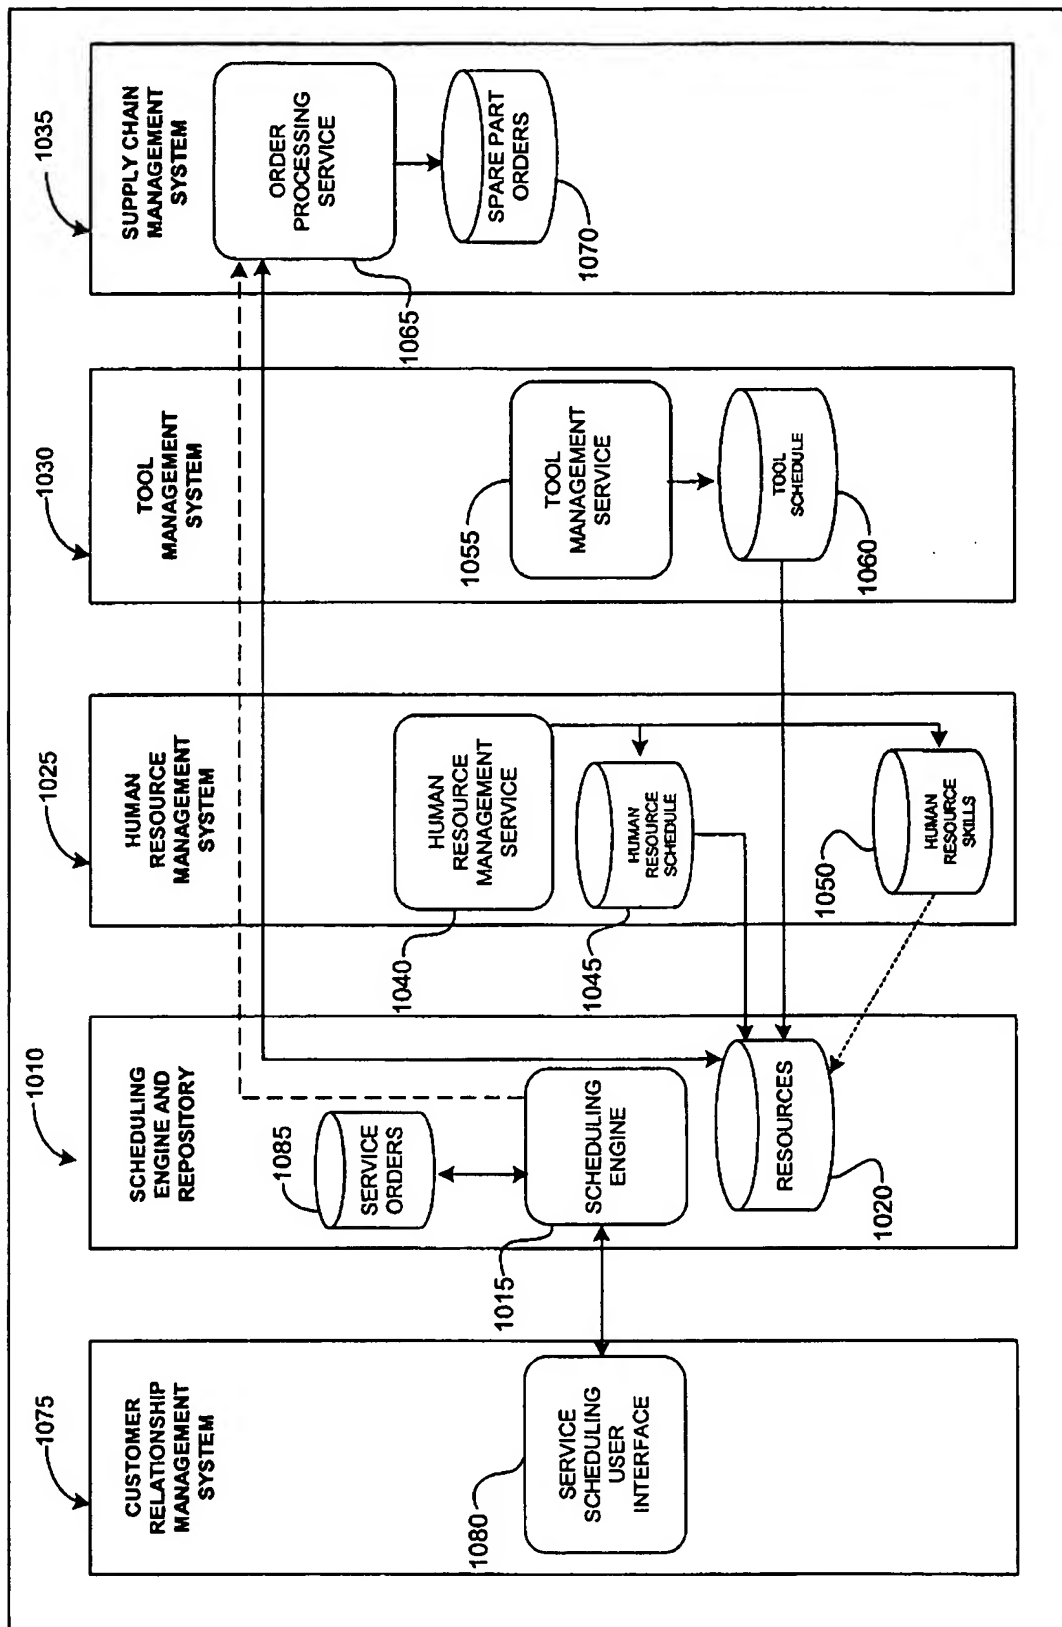 1075
CUSTOMER
RELATIONSHIP
MANAGEMENT
SYSTEM
1080
SERVICE
SCHEDULING
USER
INTERFACE
1010
SCHEDULING
ENGINE AND
REPOSITORY
1085
SERVICE
ORDERS
1015
SCHEDULING
ENGINE
RESOURCES
1020
1025
HUMAN
RESOURCE
MANAGEMENT
SYSTEM
HUMAN
RESOURCE
MANAGEMENT
SERVICE
1040
HUMAN
RESOURCE
SCHEDULE
1045
1050
HUMAN
RESOURCE
SKILLS
1030
TOOL
MANAGEMENT
SYSTEM
1055
TOOL
MANAGEMENT
SERVICE
TOOL
SCHEDULE
1060
1035
SUPPLY CHAIN
MANAGEMENT
SYSTEM
ORDER
PROCESSING
SERVICE
1065
SPARE PART
ORDERS
1070